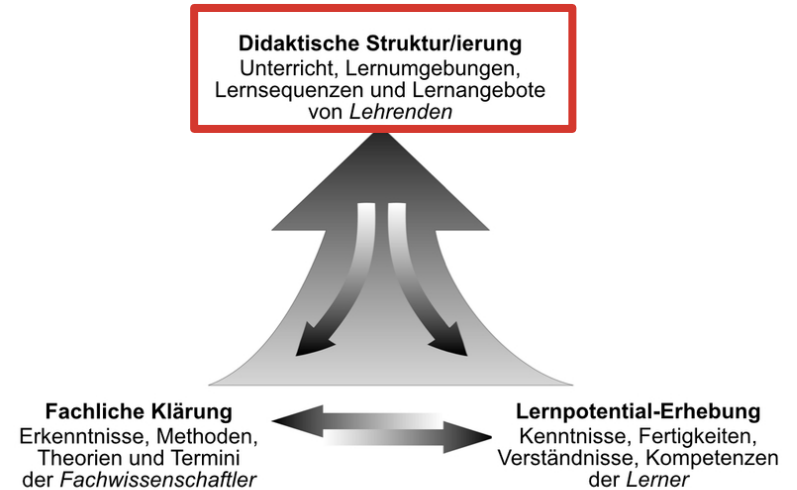 Didaktische Struktur/ierung
Unterricht, Lernumgebungen,
Lernsequenzen und Lernangebote
von Lehrenden
Fachliche Klärung
Erkenntnisse, Methoden,
Theorien und Termini
der Fachwissenschaftler
Lernpotential-Erhebung
Kenntnisse, Fertigkeiten,
Verständnisse, Kompetenzen
der Lerner